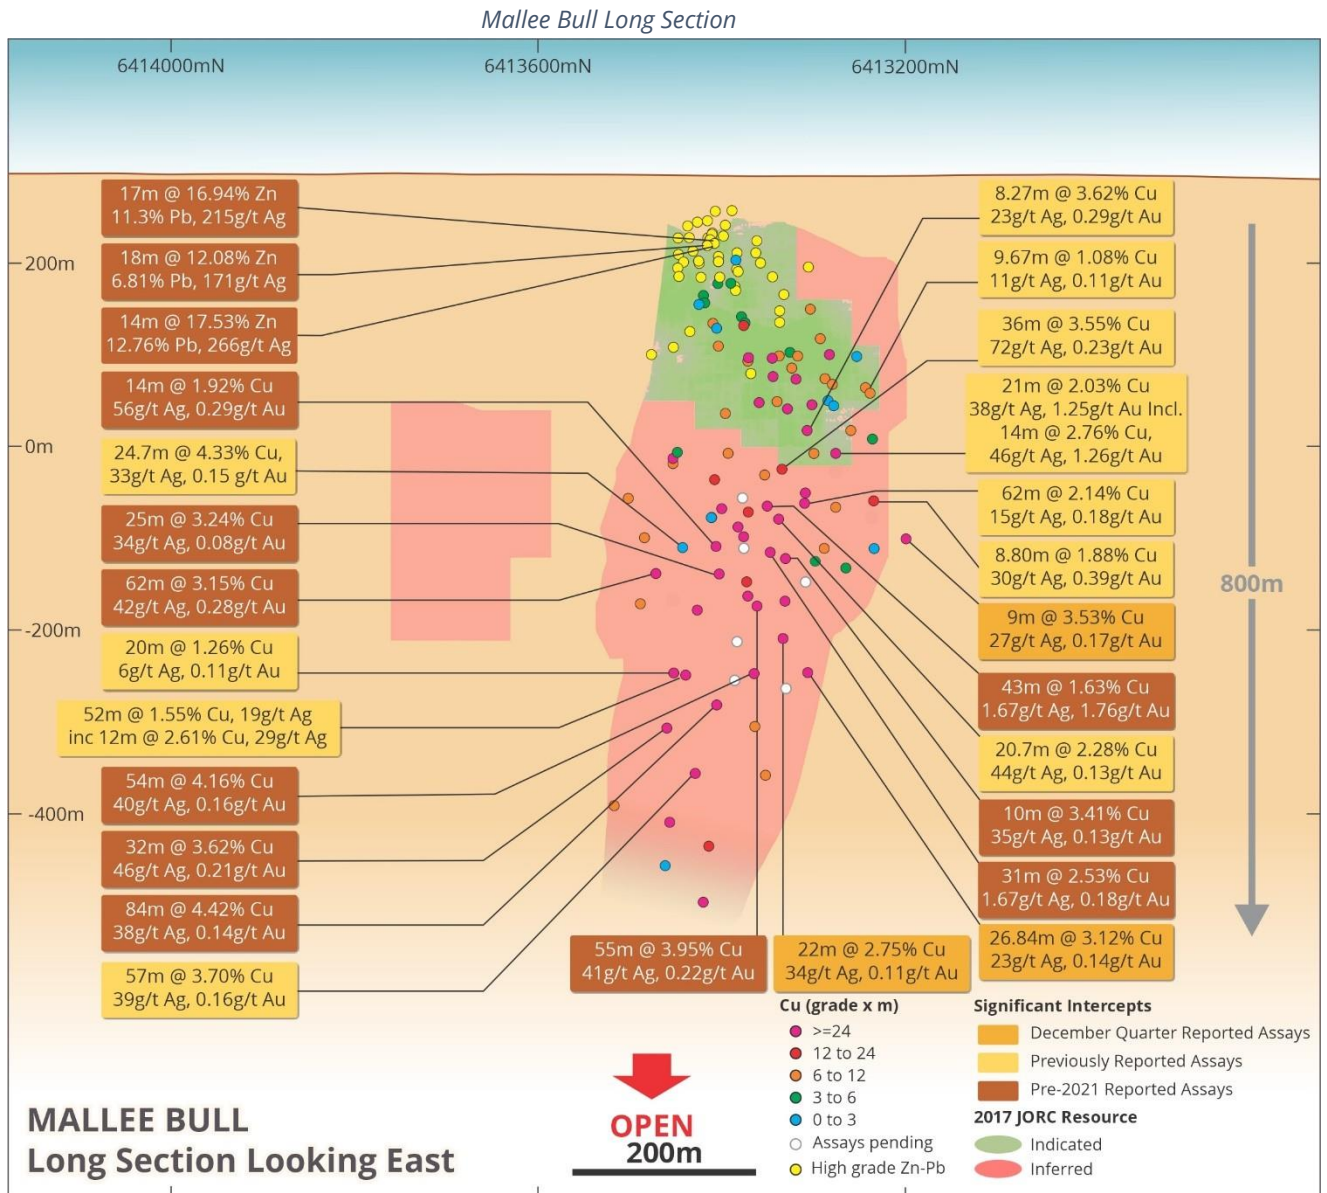 Mallee Bull Long Section
6414000mN
6413600mN
6413200mN
200m
0m
-200m
-400m
17m @ 16.94% Zn
11.3% Pb, 215g/t Ag
18m @ 12.08% Zn
6.81% Pb, 171g/t Ag
14m @ 17.53% Zn
12.76% Pb, 266g/t Ag
14m @ 1.92% Cu
56g/t Ag, 0.29g/t Au
24.7m @ 4.33% Cu,
33g/t Ag, 0.15 g/t Au
25m @ 3.24% Cu
34g/t Ag, 0.08g/t Au
62m @ 3.15% Cu
42g/t Ag, 0.28g/t Au
20m @ 1.26% Cu
6g/t Ag, 0.11g/t Au
52m @ 1.55% Cu, 19g/t Ag
inc 12m @ 2.61% Cu, 29g/t Ag
54m @ 4.16% Cu
40g/t Ag, 0.16g/t Au
32m @ 3.62% Cu
46g/t Ag, 0.21g/t Au
84m @ 4.42% Cu
38g/t Ag, 0.14g/t Au
57m @ 3.70% Cu
39g/t Ag, 0.16g/t Au
8.27m @ 3.62% Cu
23g/t Ag, 0.29g/t Au
9.67m @ 1.08% Cu
11g/t Ag, 0.11g/t Au
36m @ 3.55% Cu
72g/t Ag, 0.23g/t Au
21m @ 2.03% Cu
38g/t Ag, 1.25g/t Au Incl.
14m @ 2.76% Cu,
46g/t Ag, 1.26g/t Au
62m @ 2.14% Cu
15g/t Ag, 0.18g/t Au
8.80m @ 1.88% Cu
30g/t Ag, 0.39g/t Au
9m @ 3.53% Cu
27g/t Ag, 0.17g/t Au
43m @ 1.63% Cu
1.67g/t Ag, 1.76g/t Au
20.7m @ 2.28% Cu
44g/t Ag, 0.13g/t Au
10m @ 3.41% Cu
35g/t Ag, 0.13g/t Au
31m @ 2.53% Cu
1.67g/t Ag, 0.18g/t Au
26.84m @ 3.12% Cu
23g/t Ag, 0.14g/t Au
800m
55m @ 3.95% Cu
41g/t Ag, 0.22g/t Au
22m @ 2.75% Cu
34g/t Ag, 0.11g/t Au
Cu (grade x m)
>=24
12 to 24
6 to 12
3 to 6
0 to 3
Assays pending
High grade Zn-Pb
Significant Intercepts
December Quarter Reported Assays
Previously Reported Assays
Pre-2021 Reported Assays
2017 JORC Resource
Indicated
Inferred
OPEN
200m
MALLEE BULL
Long Section Looking East